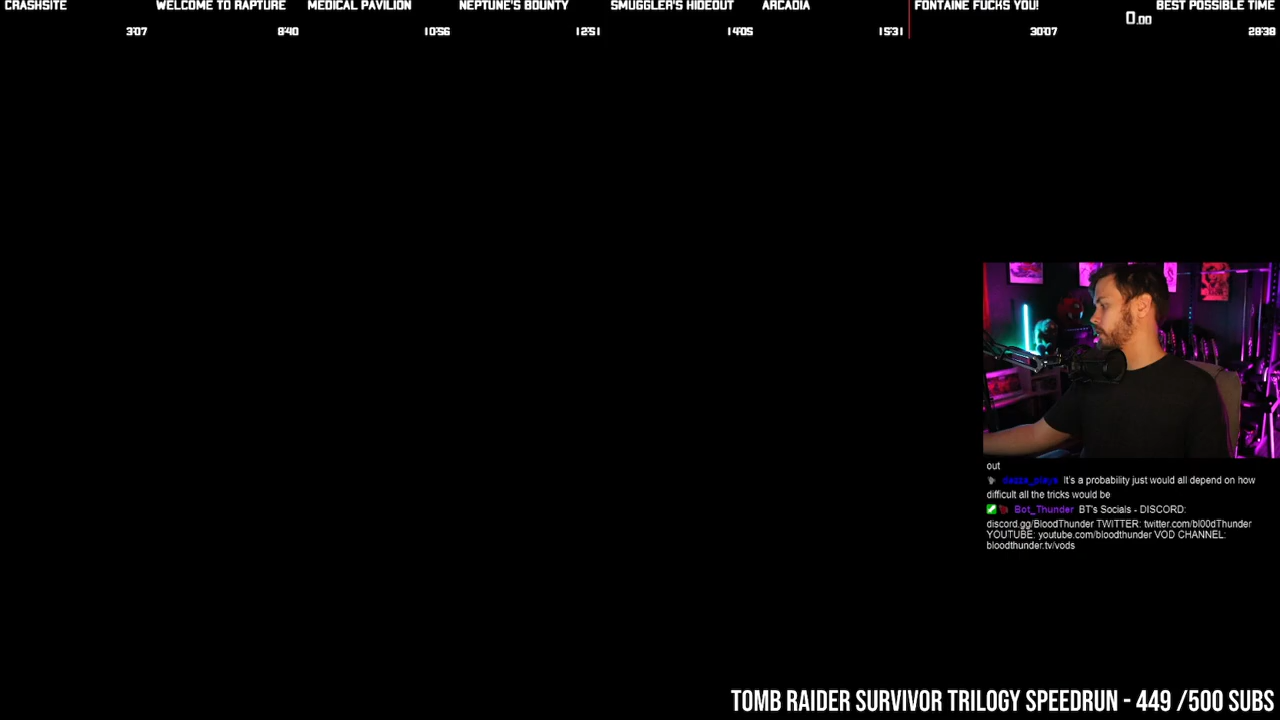 CRASHSITE WELCOME TO RAPTURE MEDICAL PAVILION NEPTUNE'S BOUNTY SMUGGLER'S HIDEOUT ARCADIA FONTAINE FUCKS YOU! 0.00 BEST POSSIBLE TIME
3:07 8:40 10:56 12:51 14:05 15:31 30:07 28:38
out
dazza_plays It's a probability just would all depend on how
difficult all the tricks would be
Bot_Thunder BT's Socials - DISCORD:
discord.gg/BloodThunder TWITTER: twitter.com/bl00dThunder
YOUTUBE: youtube.com/bloodthunder VOD CHANNEL:
bloodthunder.tv/vods
TOMB RAIDER SURVIVOR TRILOGY SPEEDRUN - 449 /500 SUBS